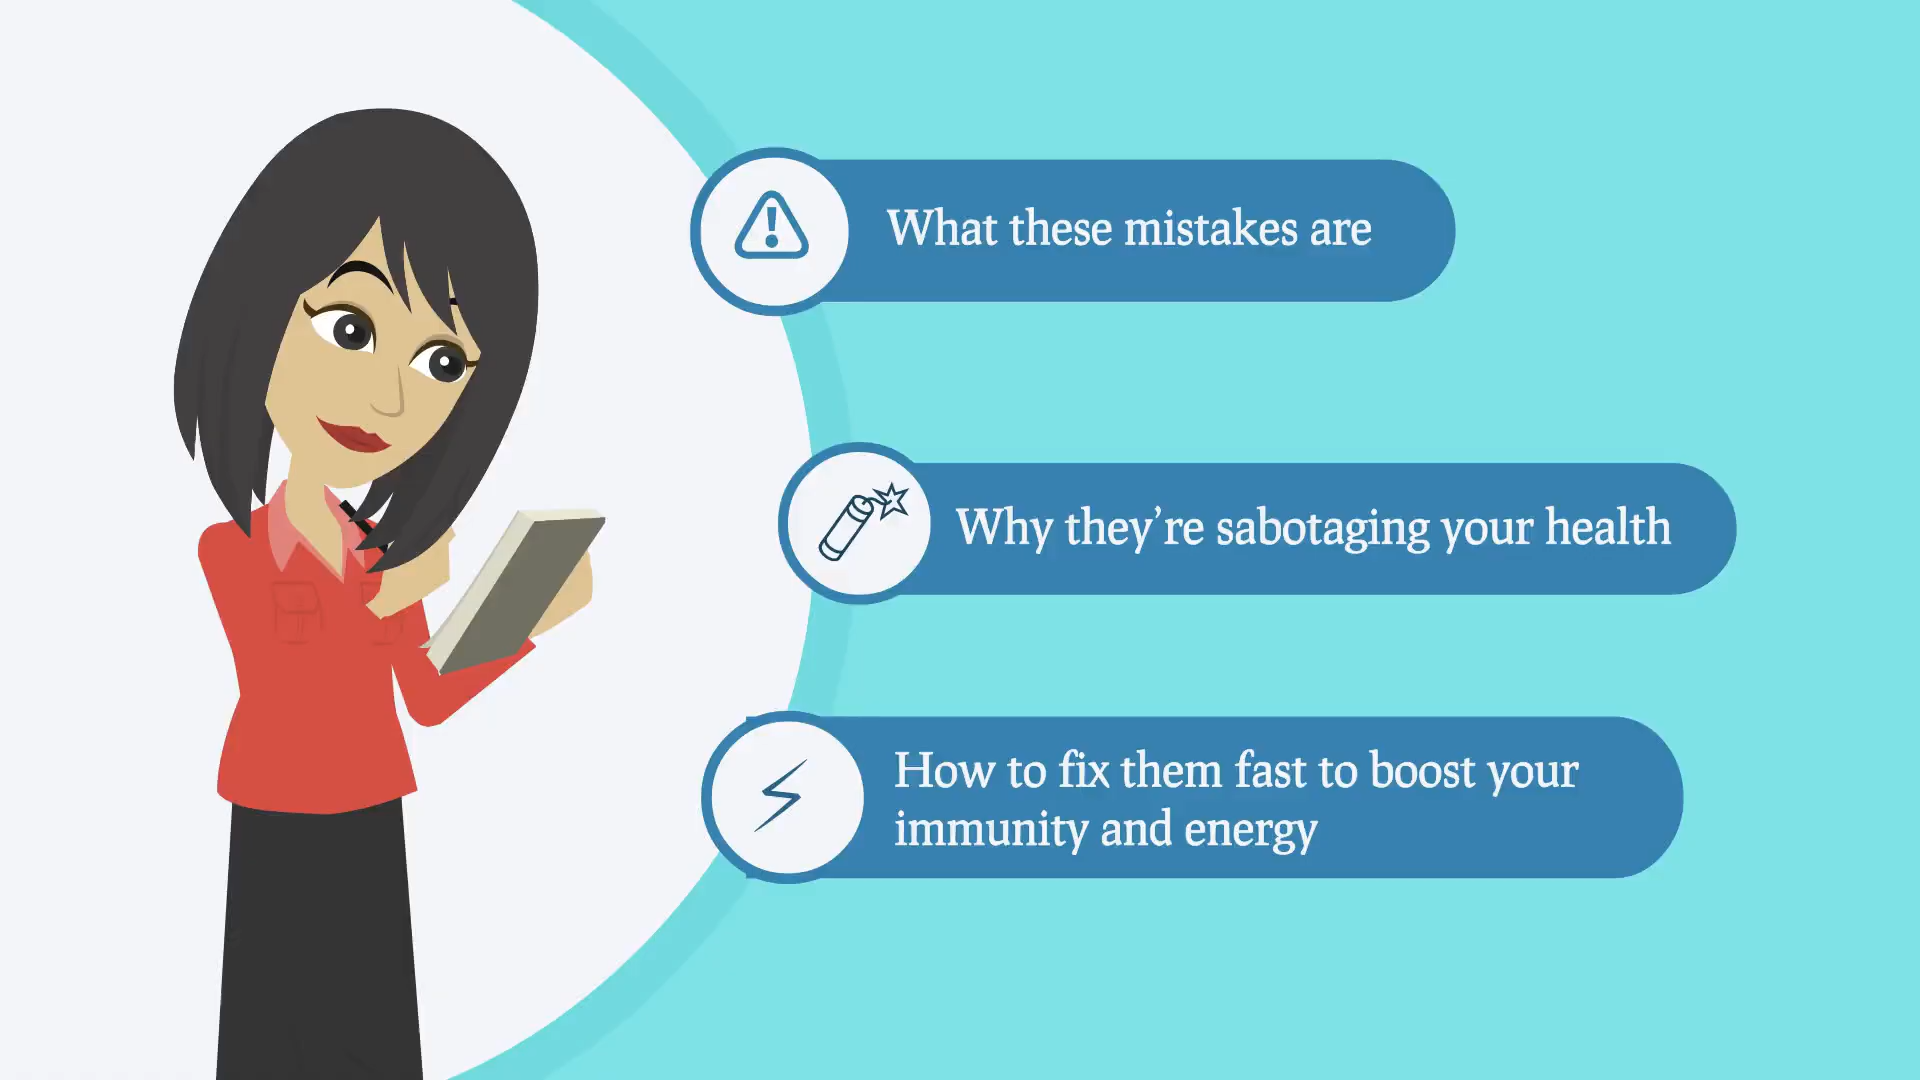 What these mistakes are
Why they’re sabotaging your health
How to fix them fast to boost your
immunity and energy